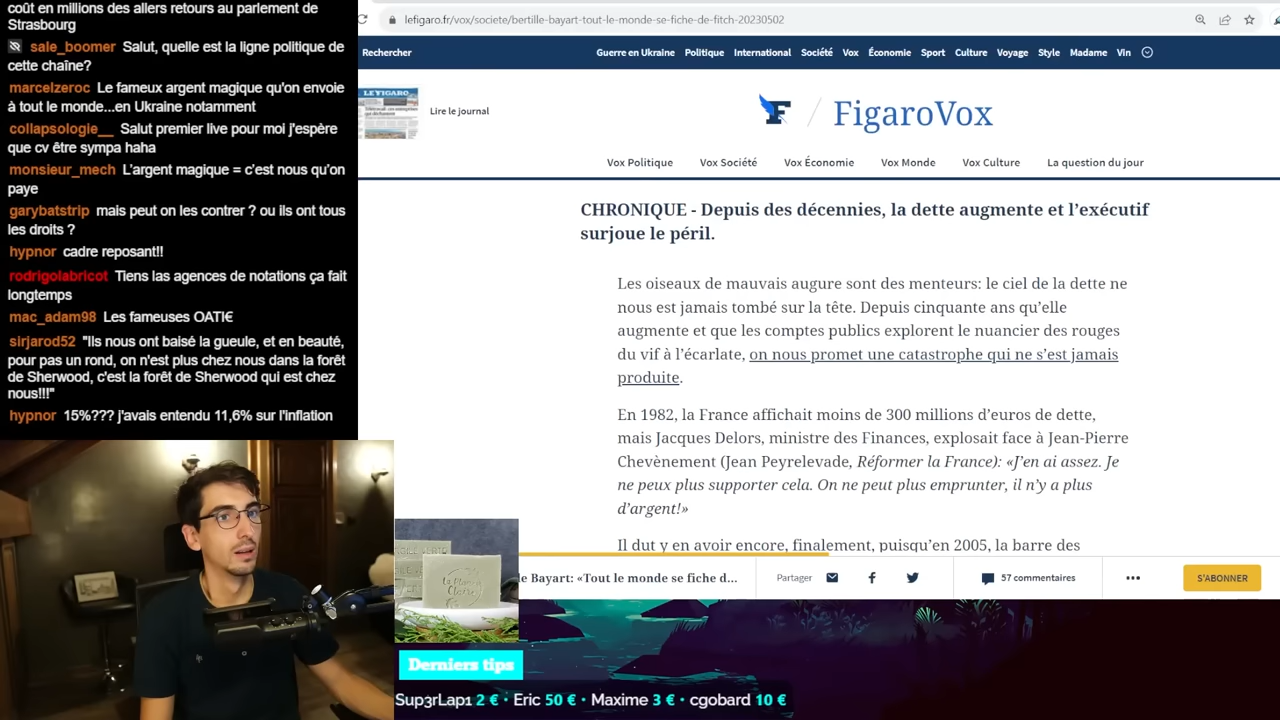 coût en millions des allers retours au parlement de
Strasbourg
sale_boomer Salut, quelle est la ligne politique de
cette chaîne?
marcelzeroc Le fameux argent magique qu'on envoie
à tout le monde...en Ukraine notamment
collapsologie__ Salut premier live pour moi j'espère
que cv être sympa haha
monsieur_mech L'argent magique = c'est nous qu'on
paye
garybatstrip mais peut on les contrer ? ou ils ont tous
les droits ?
hypnor cadre reposant!!
rodrigolabricot Tiens las agences de notations ça fait
longtemps
mac_adam98 Les fameuses OATI€
sirjarod52 "Ils nous ont baisé la gueule, et en beauté,
pour pas un rond, on n'est plus chez nous dans la forêt
de Sherwood, c'est la forêt de Sherwood qui est chez
nous!!!"
hypnor 15%??? j'avais entendu 11,6% sur l'inflation
lefigaro.fr/vox/societe/bertille-bayart-tout-le-monde-se-fiche-de-fitch-20230502
Rechercher
Guerre en Ukraine Politique International Société Vox Économie Sport Culture Voyage Style Madame Vin
LE FIGARO
Lire le journal
F / FigaroVox
Vox Politique Vox Société Vox Économie Vox Monde Vox Culture La question du jour
CHRONIQUE - Depuis des décennies, la dette augmente et l'exécutif
surjoue le péril.
Les oiseaux de mauvais augure sont des menteurs: le ciel de la dette ne
nous est jamais tombé sur la tête. Depuis cinquante ans qu'elle
augmente et que les comptes publics explorent le nuancier des rouges
du vif à l'écarlate, on nous promet une catastrophe qui ne s'est jamais
produite.
En 1982, la France affichait moins de 300 millions d'euros de dette,
mais Jacques Delors, ministre des Finances, explosait face à Jean-Pierre
Chevènement (Jean Peyrelevade, Réformer la France): «J'en ai assez. Je
ne peux plus supporter cela. On ne peut plus emprunter, il n'y a plus
d'argent!»
Il dut y en avoir encore, finalement, puisqu'en 2005, la barre des
le Bayart: «Tout le monde se fiche d...
Partager
57 commentaires
S'ABONNER
Derniers tips
Sup3rLap1 2 € • Eric 50 € • Maxime 3 € • cgobard 10 €